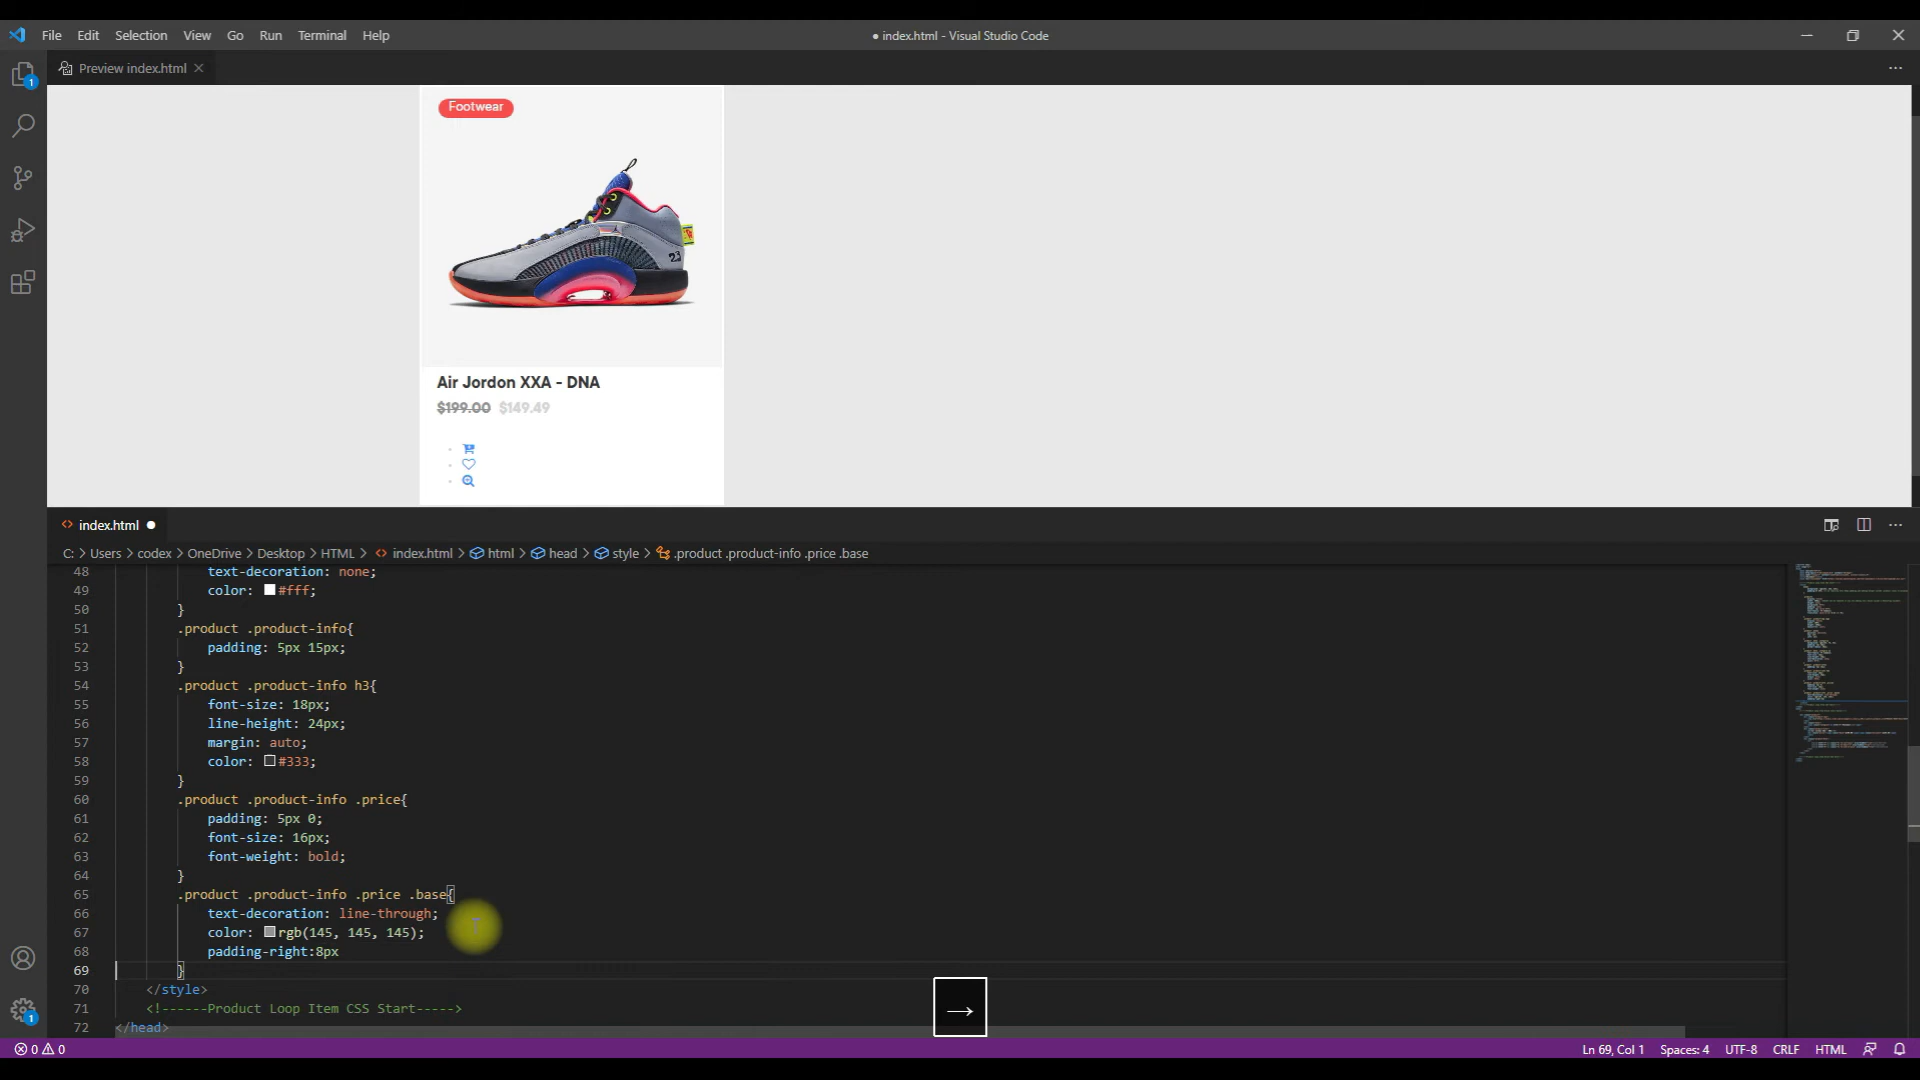 File Edit Selection View Go Run Terminal Help
● index.html - Visual Studio Code
Preview index.html
1
Footwear
23
Air Jordon XXA - DNA
$199.00 $149.49
index.html
C: > Users > codex > OneDrive > Desktop > HTML > index.html > html > head > style > .product .product-info .price .base
48 text-decoration: none;
49 color: #fff;
50 }
51 .product .product-info{
52 padding: 5px 15px;
53 }
54 .product .product-info h3{
55 font-size: 18px;
56 line-height: 24px;
57 margin: auto;
58 color: #333;
59 }
60 .product .product-info .price{
61 padding: 5px 0;
62 font-size: 16px;
63 font-weight: bold;
64 }
65 .product .product-info .price .base{
66 text-decoration: line-through;
67 color: rgb(145, 145, 145);
68 padding-right:8px
69 }
70 </style>
71 <!------Product Loop Item CSS Start----->
72 </head>
→
1
0 0
Ln 69, Col 1 Spaces: 4 UTF-8 CRLF HTML